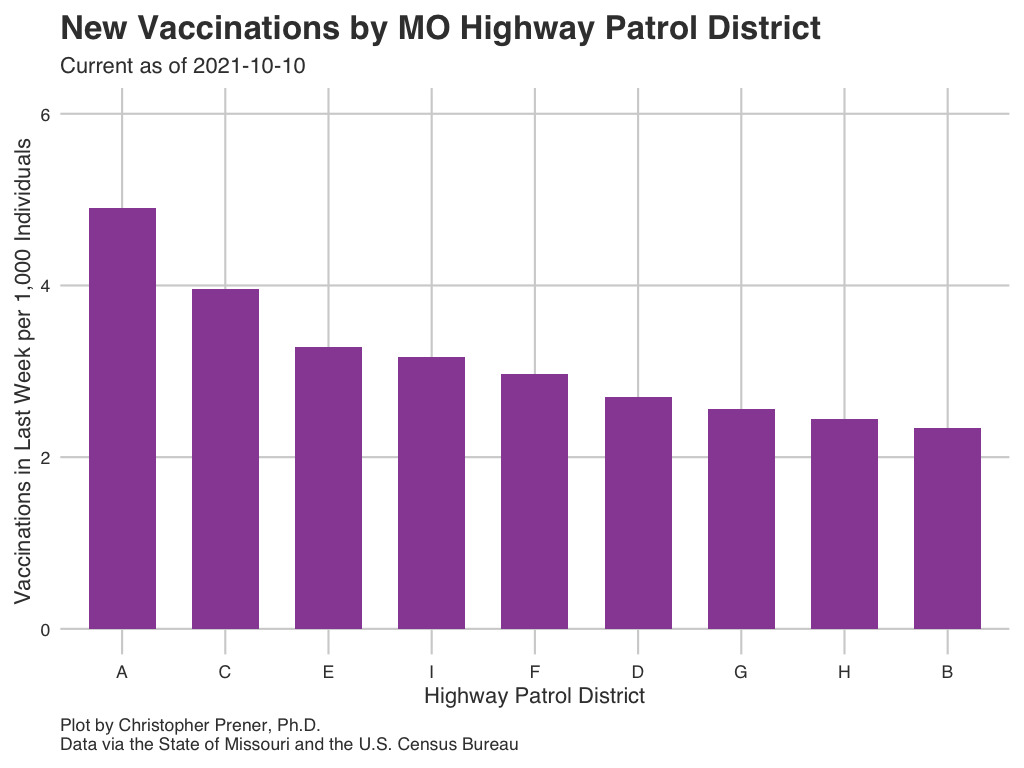 New Vaccinations by MO Highway Patrol District
Current as of 2021-10-10
Vaccinations in Last Week per 1,000 Individuals
6
4
2
0
A C E I F D G H B
Highway Patrol District
Plot by Christopher Prener, Ph.D.
Data via the State of Missouri and the U.S. Census Bureau